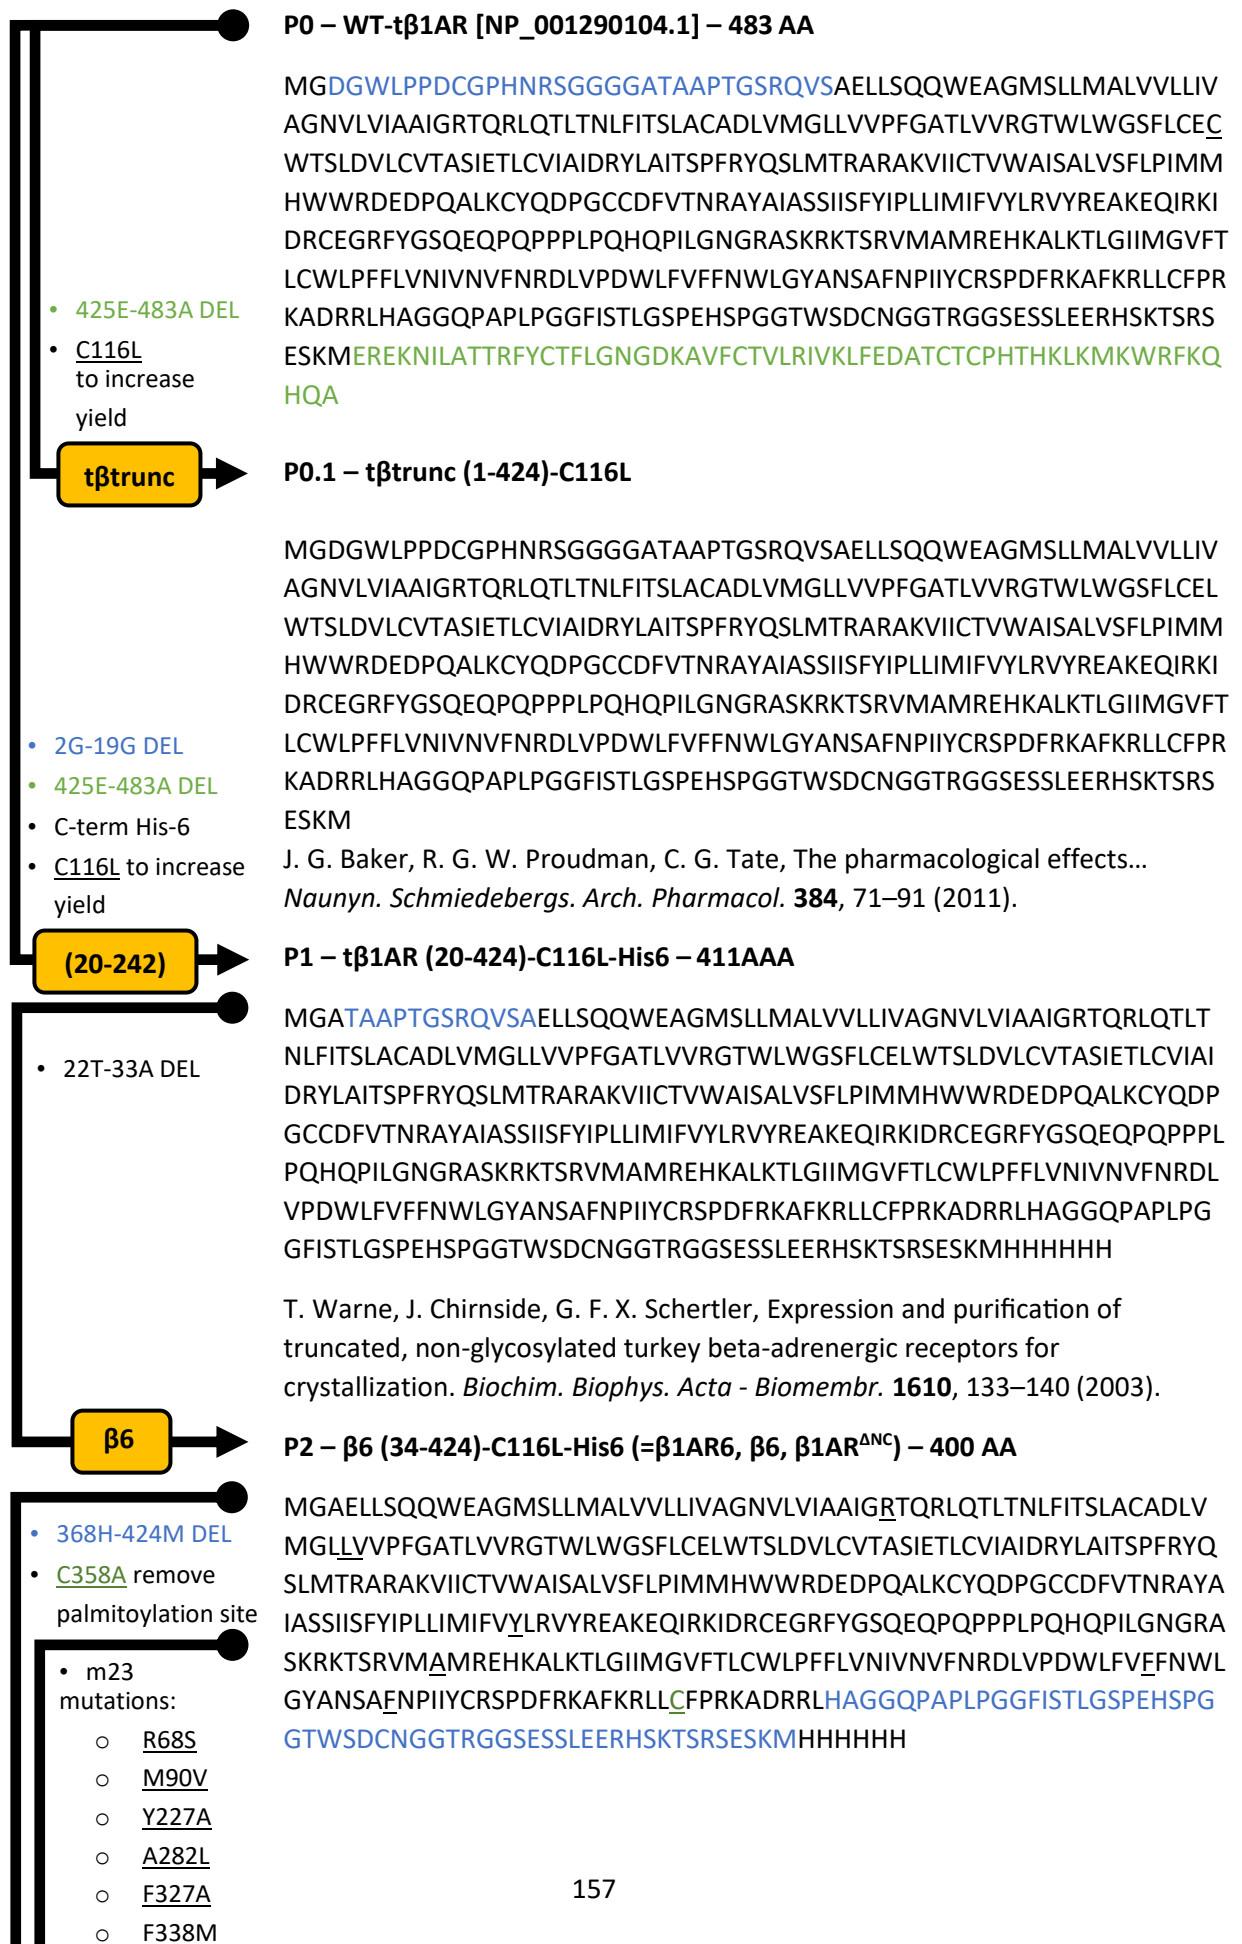 P0 – WT-tβ1AR [NP_001290104.1] – 483 AA
MGDGWLPPDCGPHNRSGGGGATAAPTGSRQVSAELLSQQWEAGMSLLMALVVLLIV
AGNVLVIAAIGRTQRLQTLTNLFITSLACADLVMGLLVVPFGATLVVRGTWLWGSFLCEC
WTSLDVLCVTASIETLCVIAIDRYLAITSPFRYQSLMTRARAKVIICTVWAISALVSFLPIMM
HWWRDEDPQALKCYQDPGCCDFVTNRAYAIASSIISFYIPLLIMIFVYLRVYREAKEQIRKI
DRCEGRFYGSQEQPQPPPLPQHQPILGNGRASKRKTSRVMAMREHKALKTLGIIMGVFT
LCWLPFFLVNIVNVFNRDLVPDWLFVFFNWLGYANSAFNPIIYCRSPDFRKAFKRLLCFPR
KADRRLHAGGQPAPLPGGFISTLGSPEHSPGGTWSDCNGGTRGGSESSLEERHSKTSRS
ESKMEREKNILATTRFYCTFLGNGDKAVFCTVLRIVKLFEDATCTCPHTHKLKMKWRFKQ
HQA
• 425E-483A DEL
• C116L
to increase
yield
tβtrunc
P0.1 – tβtrunc (1-424)-C116L
MGDGWLPPDCGPHNRSGGGGATAAPTGSRQVSAELLSQQWEAGMSLLMALVVLLIV
AGNVLVIAAIGRTQRLQTLTNLFITSLACADLVMGLLVVPFGATLVVRGTWLWGSFLCEL
WTSLDVLCVTASIETLCVIAIDRYLAITSPFRYQSLMTRARAKVIICTVWAISALVSFLPIMM
HWWRDEDPQALKCYQDPGCCDFVTNRAYAIASSIISFYIPLLIMIFVYLRVYREAKEQIRKI
DRCEGRFYGSQEQPQPPPLPQHQPILGNGRASKRKTSRVMAMREHKALKTLGIIMGVFT
LCWLPFFLVNIVNVFNRDLVPDWLFVFFNWLGYANSAFNPIIYCRSPDFRKAFKRLLCFPR
KADRRLHAGGQPAPLPGGFISTLGSPEHSPGGTWSDCNGGTRGGSESSLEERHSKTSRS
ESKM
J. G. Baker, R. G. W. Proudman, C. G. Tate, The pharmacological effects…
Naunyn. Schmiedebergs. Arch. Pharmacol. 384, 71–91 (2011).
• 2G-19G DEL
• 425E-483A DEL
• C-term His-6
• C116L to increase
yield
(20-242)
P1 – tβ1AR (20-424)-C116L-His6 – 411AAA
MGATAAPTGSRQVSAELLSQQWEAGMSLLMALVVLLIVAGNVLVIAAIGRTQRLQTLT
NLFITSLACADLVMGLLVVPFGATLVVRGTWLWGSFLCELWTSLDVLCVTASIETLCVIAI
DRYLAITSPFRYQSLMTRARAKVIICTVWAISALVSFLPIMMHWWRDEDPQALKCYQDP
GCCDFVTNRAYAIASSIISFYIPLLIMIFVYLRVYREAKEQIRKIDRCEGRFYGSQEQPQPPPL
PQHQPILGNGRASKRKTSRVMAMREHKALKTLGIIMGVFTLCWLPFFLVNIVNVFNRDL
VPDWLFVFFNWLGYANSAFNPIIYCRSPDFRKAFKRLLCFPRKADRRLHAGGQPAPLPG
GFISTLGSPEHSPGGTWSDCNGGTRGGSESSLEERHSKTSRSESKMHHHHHH
• 22T-33A DEL
T. Warne, J. Chirnside, G. F. X. Schertler, Expression and purification of
truncated, non-glycosylated turkey beta-adrenergic receptors for
crystallization. Biochim. Biophys. Acta - Biomembr. 1610, 133–140 (2003).
β6
P2 – β6 (34-424)-C116L-His6 (=β1AR6, β6, β1ARΔNC) – 400 AA
MGAELLSQQWEAGMSLLMALVVLLIVAGNVLVIAAIGRTQRLQTLTNLFITSLACADLV
MGLLVVPFGATLVVRGTWLWGSFLCELWTSLDVLCVTASIETLCVIAIDRYLAITSPFRYQ
SLMTRARAKVIICTVWAISALVSFLPIMMHWWRDEDPQALKCYQDPGCCDFVTNRAYA
IASSIISFYIPLLIMIFVYLRVYREAKEQIRKIDRCEGRFYGSQEQPQPPPLPQHQPILGNGRA
SKRKTSRVMAMREHKALKTLGIIMGVFTLCWLPFFLVNIVNVFNRDLVPDWLFVFFNWL
GYANSAFNPIIYCRSPDFRKAFKRLLCFPRKADRRLHAGGQPAPLPGGFISTLGSPEHSPG
GTWSDCNGGTRGGSESSLEERHSKTSRSESKMHHHHHH
• 368H-424M DEL
• C358A remove
palmitoylation site
• m23
mutations:
○ R68S
○ M90V
○ Y227A
○ A282L
○ F327A
○ F338M
157